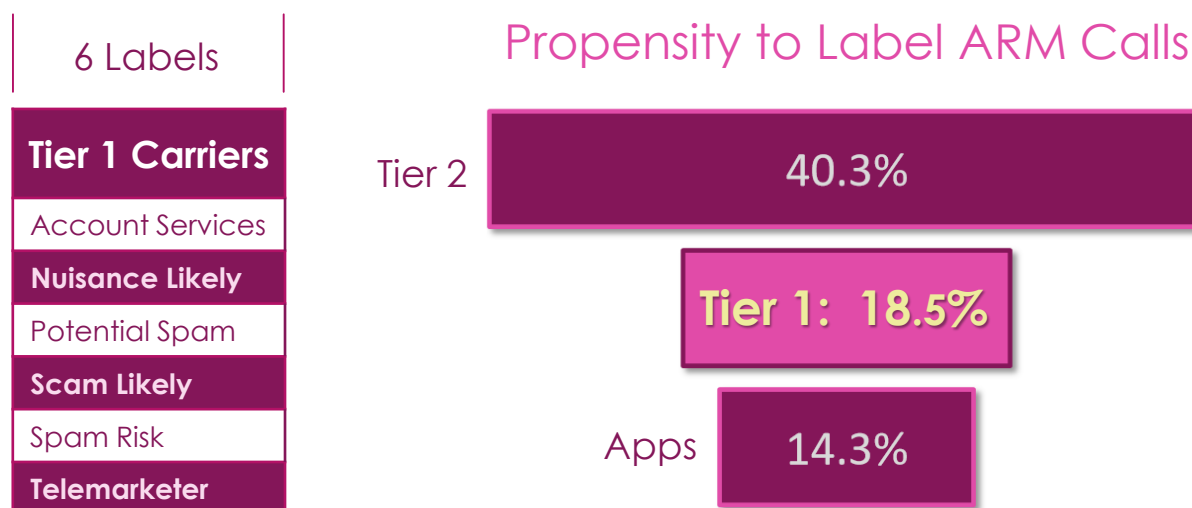 6 Labels
Tier 1 Carriers
Account Services
Nuisance Likely
Potential Spam
Scam Likely
Spam Risk
Telemarketer
Propensity to Label ARM Calls
Tier 2
40.3%
Tier 1: 18.5%
Apps
14.3%